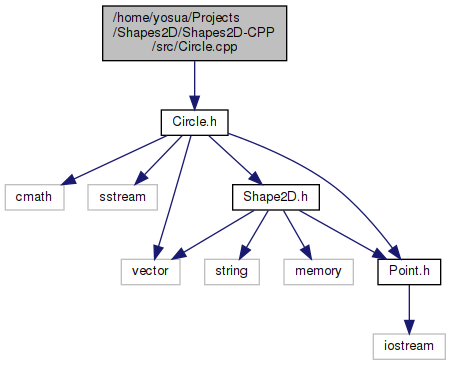 /home/yosua/Projects
/Shapes2D/Shapes2D-CPP
/src/Circle.cpp
Circle.h
cmath
sstream
Shape2D.h
vector
string
memory
Point.h
iostream